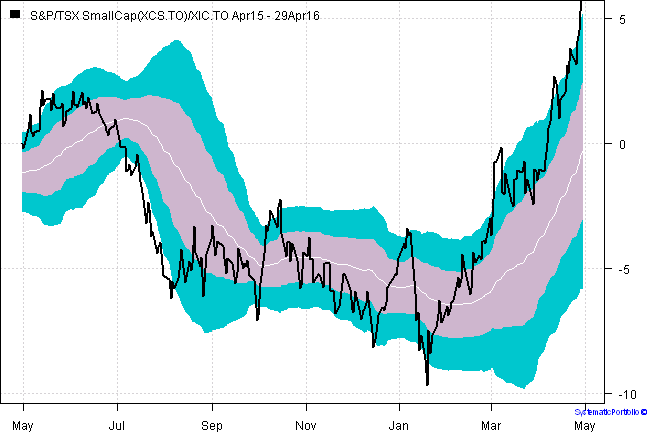 S&P/TSX SmallCap(XCS.TO)/XIC.TO Apr15 - 29Apr16
5
0
-5
-10
SystematicPortfolio ©
May Jul Sep Nov Jan Mar May